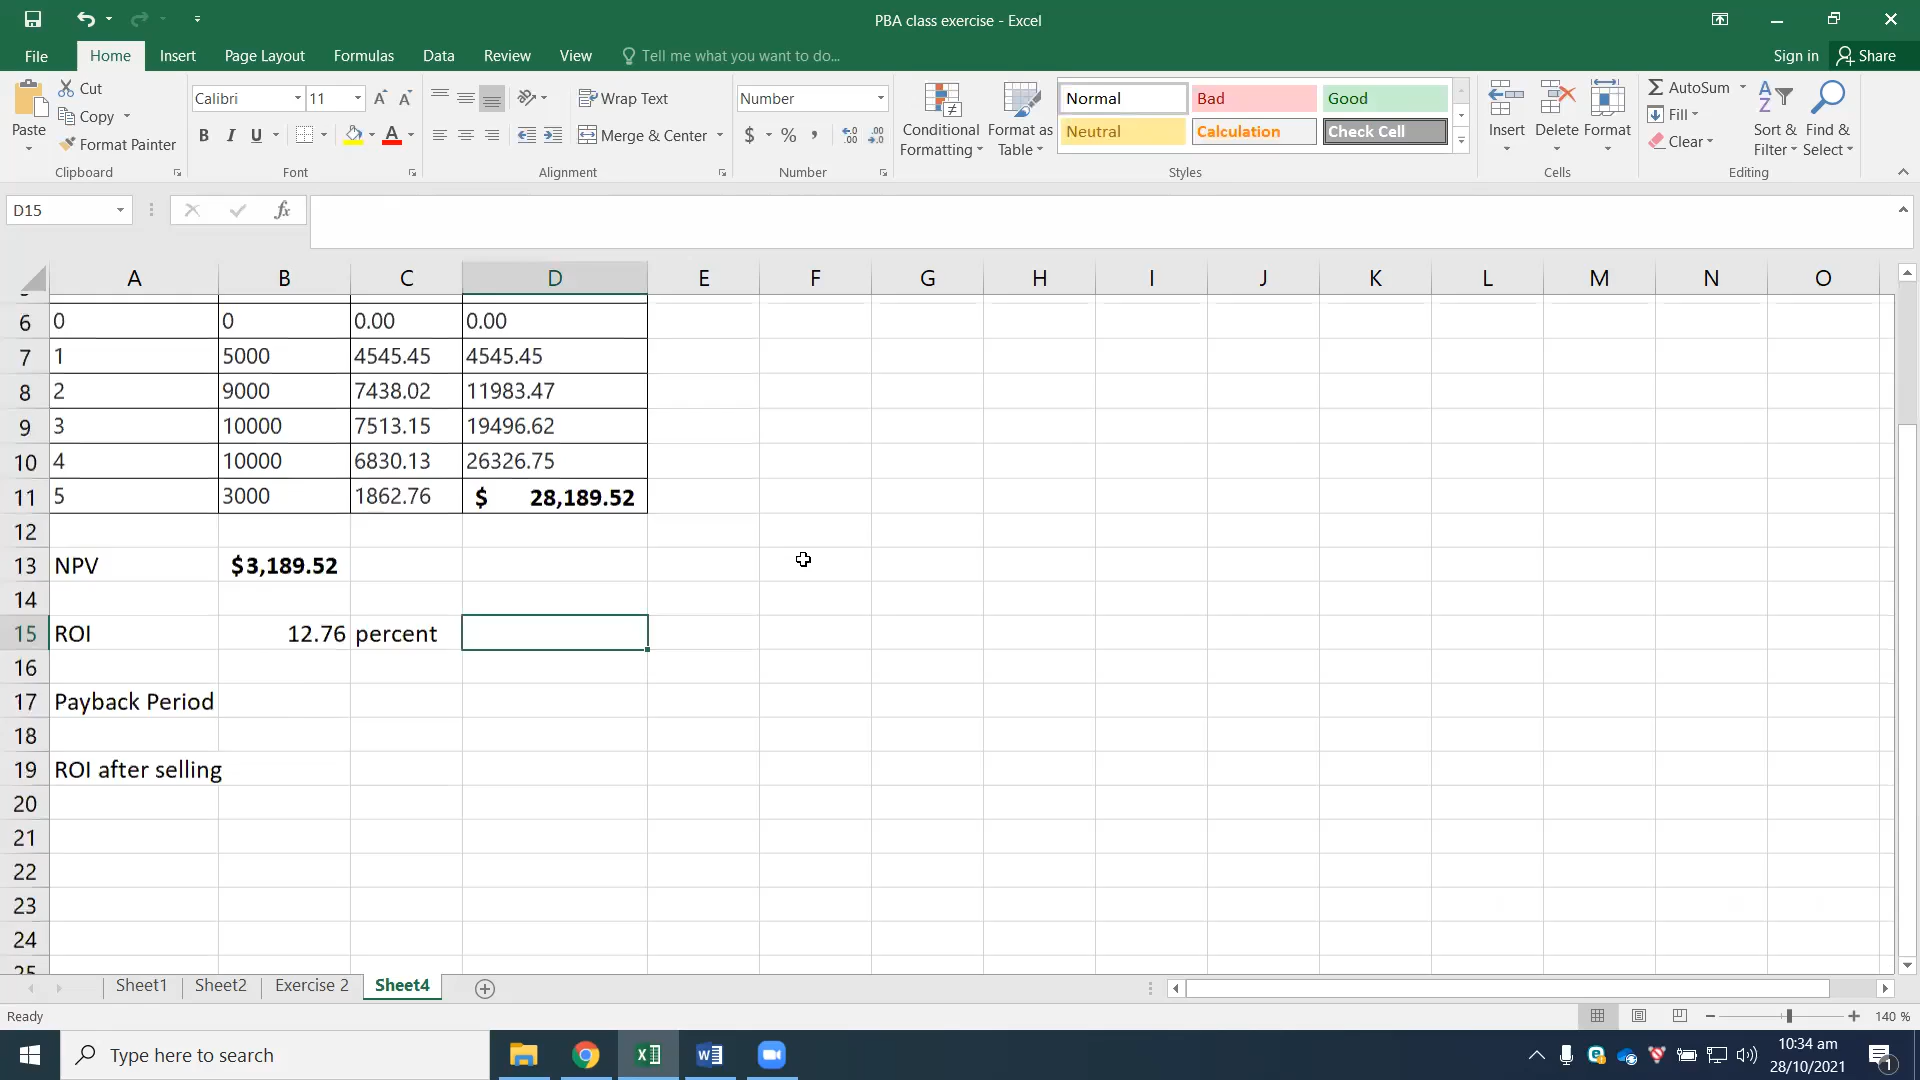 PBA class exercise - Excel
File Home Insert Page Layout Formulas Data Review View Tell me what you want to do... Sign in Share
Paste Cut Copy Format Painter Clipboard
Calibri 11 A A B I U A Font
Wrap Text Merge & Center Alignment
Number $ % , Number
Conditional Formatting Format as Table Normal Bad Good Neutral Calculation Check Cell Styles
Insert Delete Format Cells
AutoSum Fill Clear Sort & Filter Find & Select Editing
D15 fx
A B C D E F G H I J K L M N O
6 0 0 0.00 0.00
7 1 5000 4545.45 4545.45
8 2 9000 7438.02 11983.47
9 3 10000 7513.15 19496.62
10 4 10000 6830.13 26326.75
11 5 3000 1862.76 $ 28,189.52
12
13 NPV $3,189.52
14
15 ROI 12.76 percent
16
17 Payback Period
18
19 ROI after selling
20
21
22
23
24
25
Sheet1 Sheet2 Exercise 2 Sheet4
Ready 140 %
Type here to search 10:34 am
28/10/2021 1